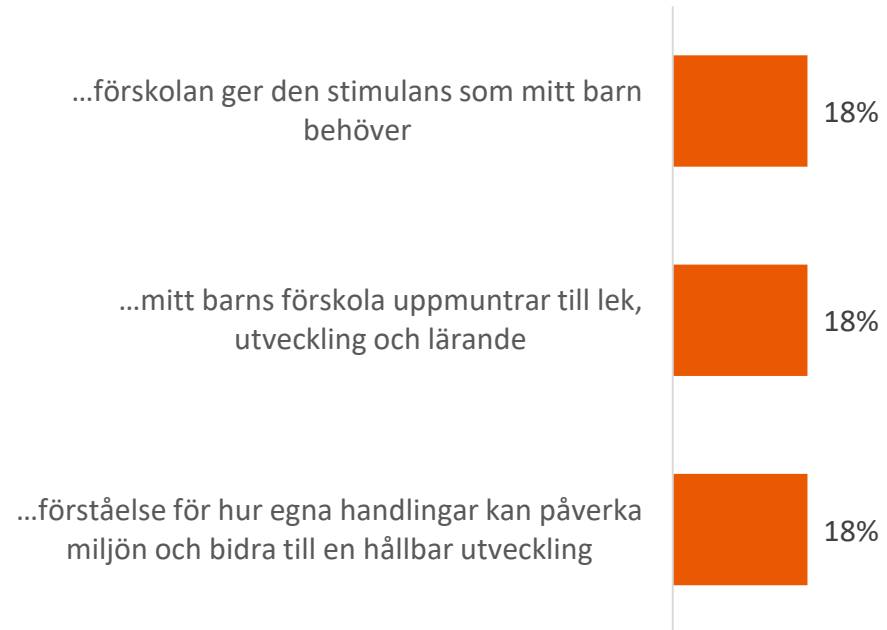 …förskolan ger den stimulans som mitt barn
behöver
18%
…mitt barns förskola uppmuntrar till lek,
utveckling och lärande
18%
…förståelse för hur egna handlingar kan påverka
miljön och bidra till en hållbar utveckling
18%